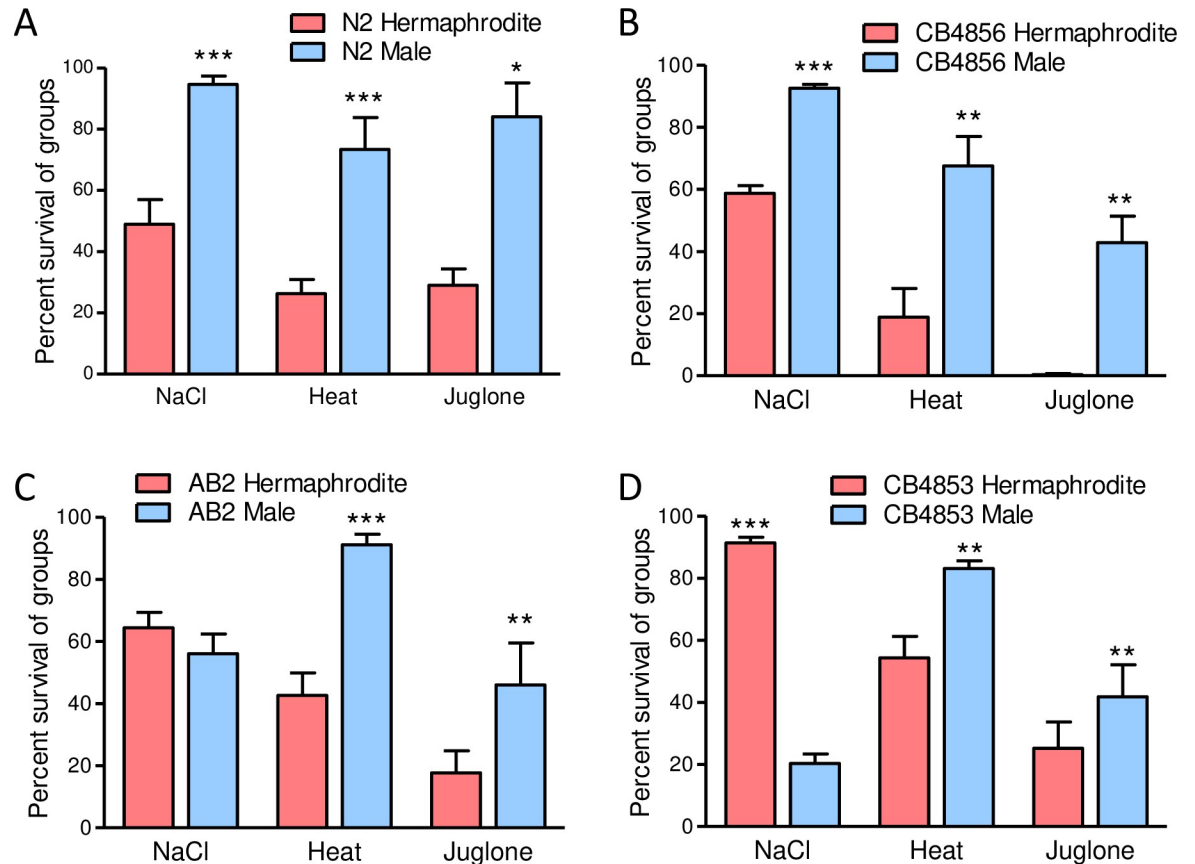 A
N2 Hermaphrodite
N2 Male
Percent survival of groups
100
80
60
40
20
0
***
***
*
NaCl
Heat
Juglone
B
CB4856 Hermaphrodite
CB4856 Male
Percent survival of groups
100
80
60
40
20
0
***
**
**
NaCl
Heat
Juglone
C
AB2 Hermaphrodite
AB2 Male
Percent survival of groups
100
80
60
40
20
0
***
**
NaCl
Heat
Juglone
D
CB4853 Hermaphrodite
CB4853 Male
Percent survival of groups
100
80
60
40
20
0
***
**
**
NaCl
Heat
Juglone